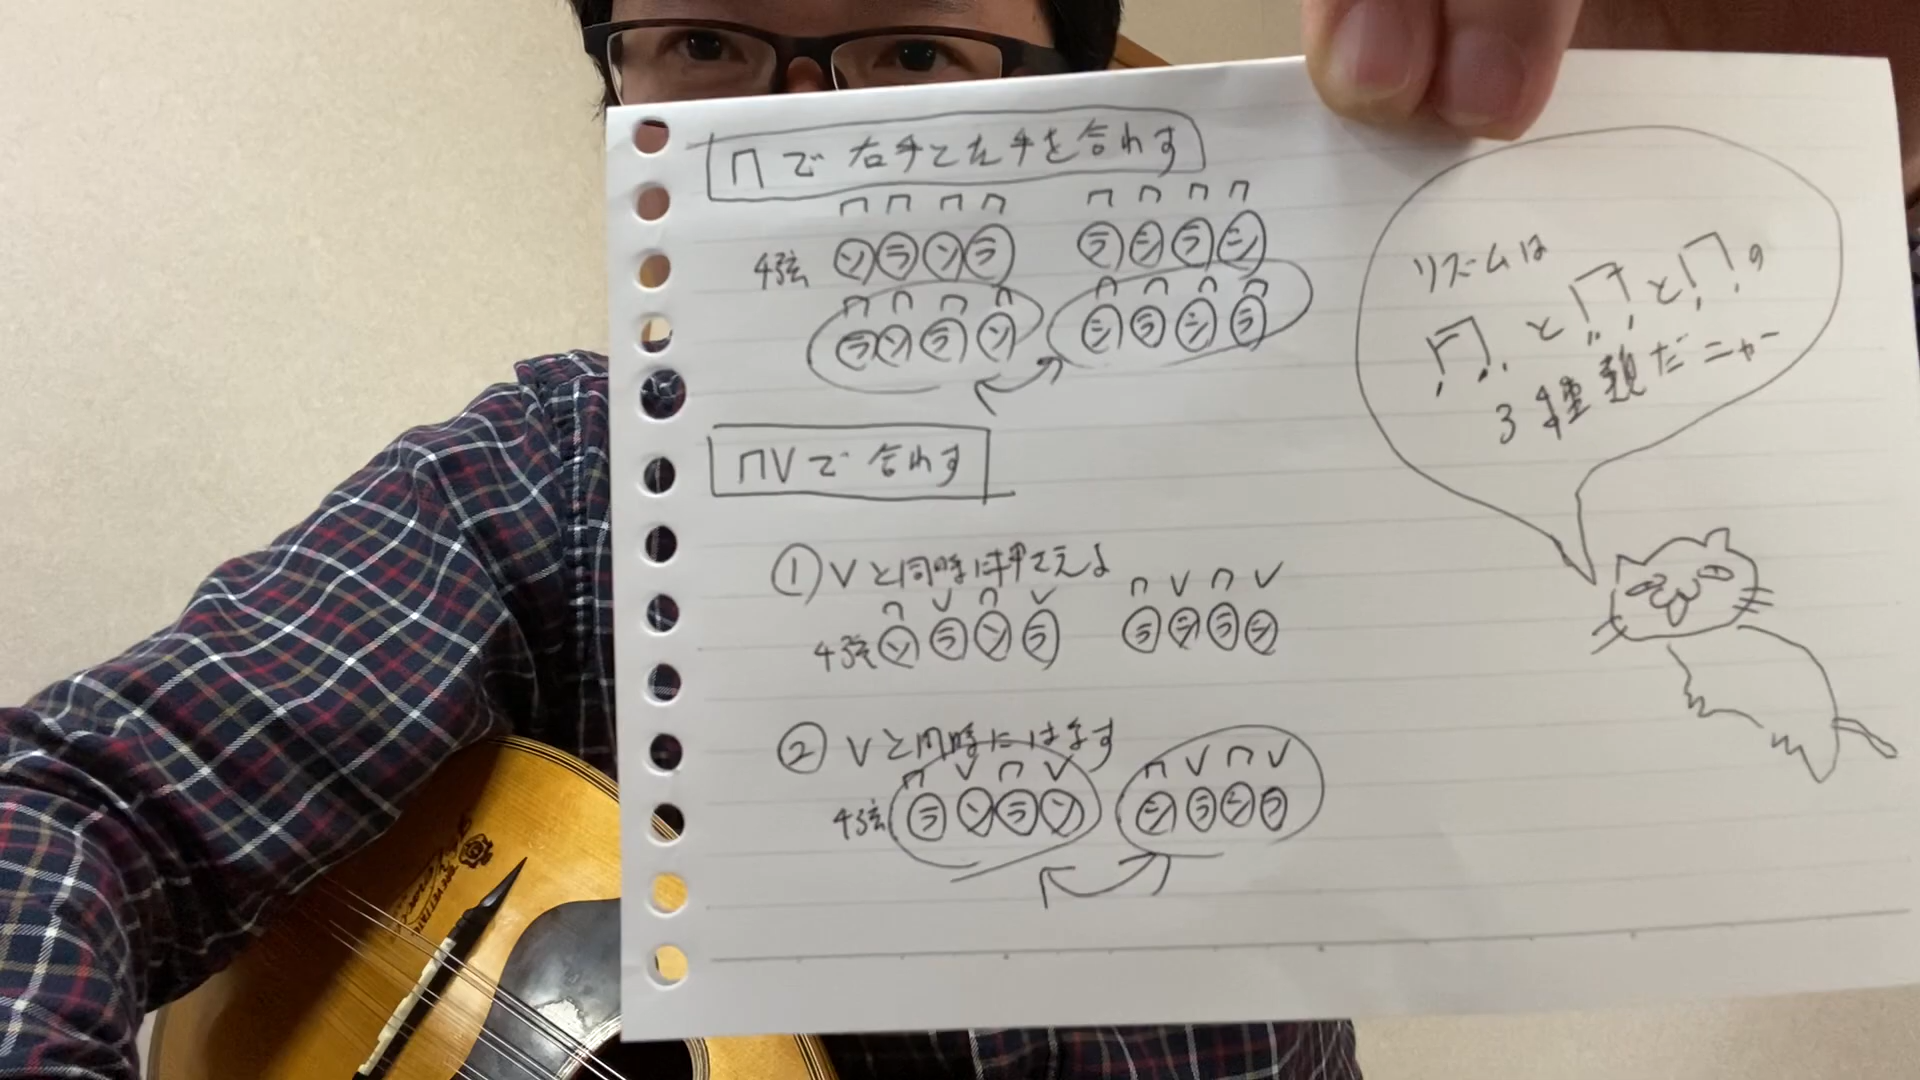 ⊓で 右手と左手を合わす
⊓ ⊓ ⊓ ⊓ ⊓ ⊓ ⊓ ⊓
4弦 ソ ラ ソ ラ ラ シ ラ シ
⊓ ⊓ ⊓ ⊓ ⊓ ⊓ ⊓ ⊓
ラ ソ ラ ソ シ ラ シ ラ
⊓Vで 合わす
① Vと同時に押さえる
⊓ V ⊓ V ⊓ V ⊓ V
4弦 ソ ラ ソ ラ ラ シ ラ シ
② Vと同時にはなす
⊓ V ⊓ V ⊓ V ⊓ V
4弦 ラ ソ ラ ソ シ ラ シ ラ
リズムは
と と の
3種類だニャー